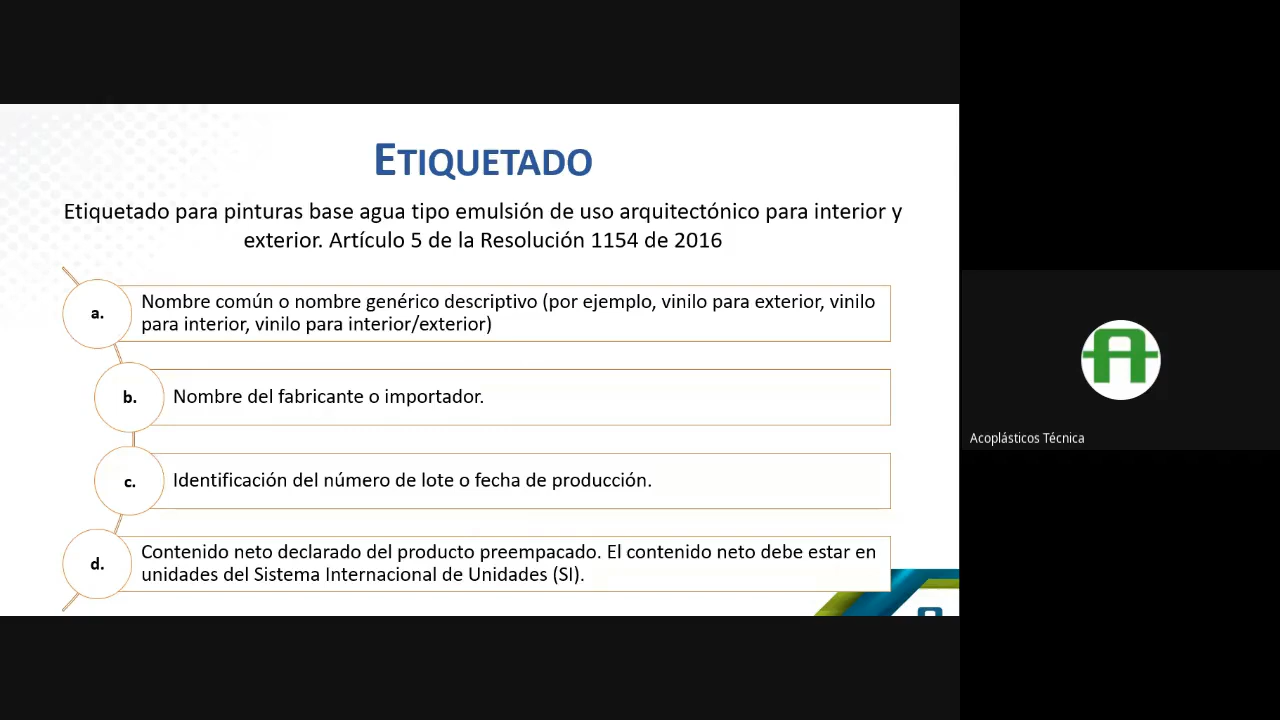 ETIQUETADO
Etiquetado para pinturas base agua tipo emulsión de uso arquitectónico para interior y
exterior. Artículo 5 de la Resolución 1154 de 2016
a.
Nombre común o nombre genérico descriptivo (por ejemplo, vinilo para exterior, vinilo
para interior, vinilo para interior/exterior)
b.
Nombre del fabricante o importador.
c.
Identificación del número de lote o fecha de producción.
d.
Contenido neto declarado del producto preempacado. El contenido neto debe estar en
unidades del Sistema Internacional de Unidades (SI).
Acoplásticos Técnica